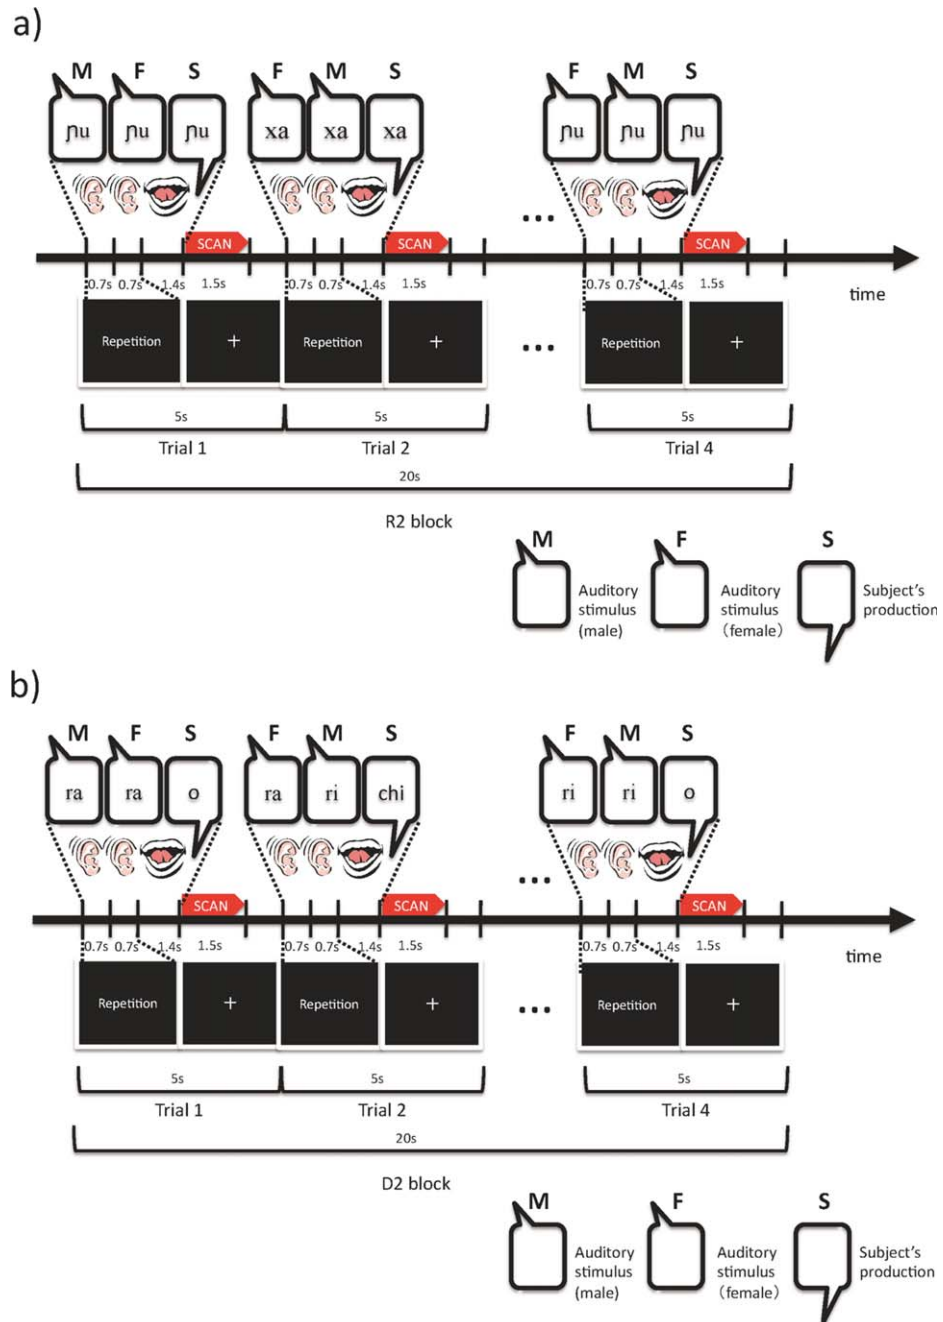 a)
M F S F M S F M S
ɲu ɲu ɲu xa xa xa ɲu ɲu ɲu
...
SCAN SCAN SCAN
0.7s 0.7s 1.4s 1.5s 0.7s 0.7s 1.4s 1.5s 0.7s 0.7s 1.4s 1.5s
time
Repetition + Repetition + ... Repetition +
5s 5s 5s
Trial 1 Trial 2 Trial 4
20s
R2 block
M F S
Auditory stimulus (male)
Auditory stimulus (female)
Subject's production
b)
M F S F M S F M S
ra ra o ra ri chi ri ri o
...
SCAN SCAN SCAN
0.7s 0.7s 1.4s 1.5s 0.7s 0.7s 1.4s 1.5s 0.7s 0.7s 1.4s 1.5s
time
Repetition + Repetition + ... Repetition +
5s 5s 5s
Trial 1 Trial 2 Trial 4
20s
D2 block
M F S
Auditory stimulus (male)
Auditory stimulus (female)
Subject's production